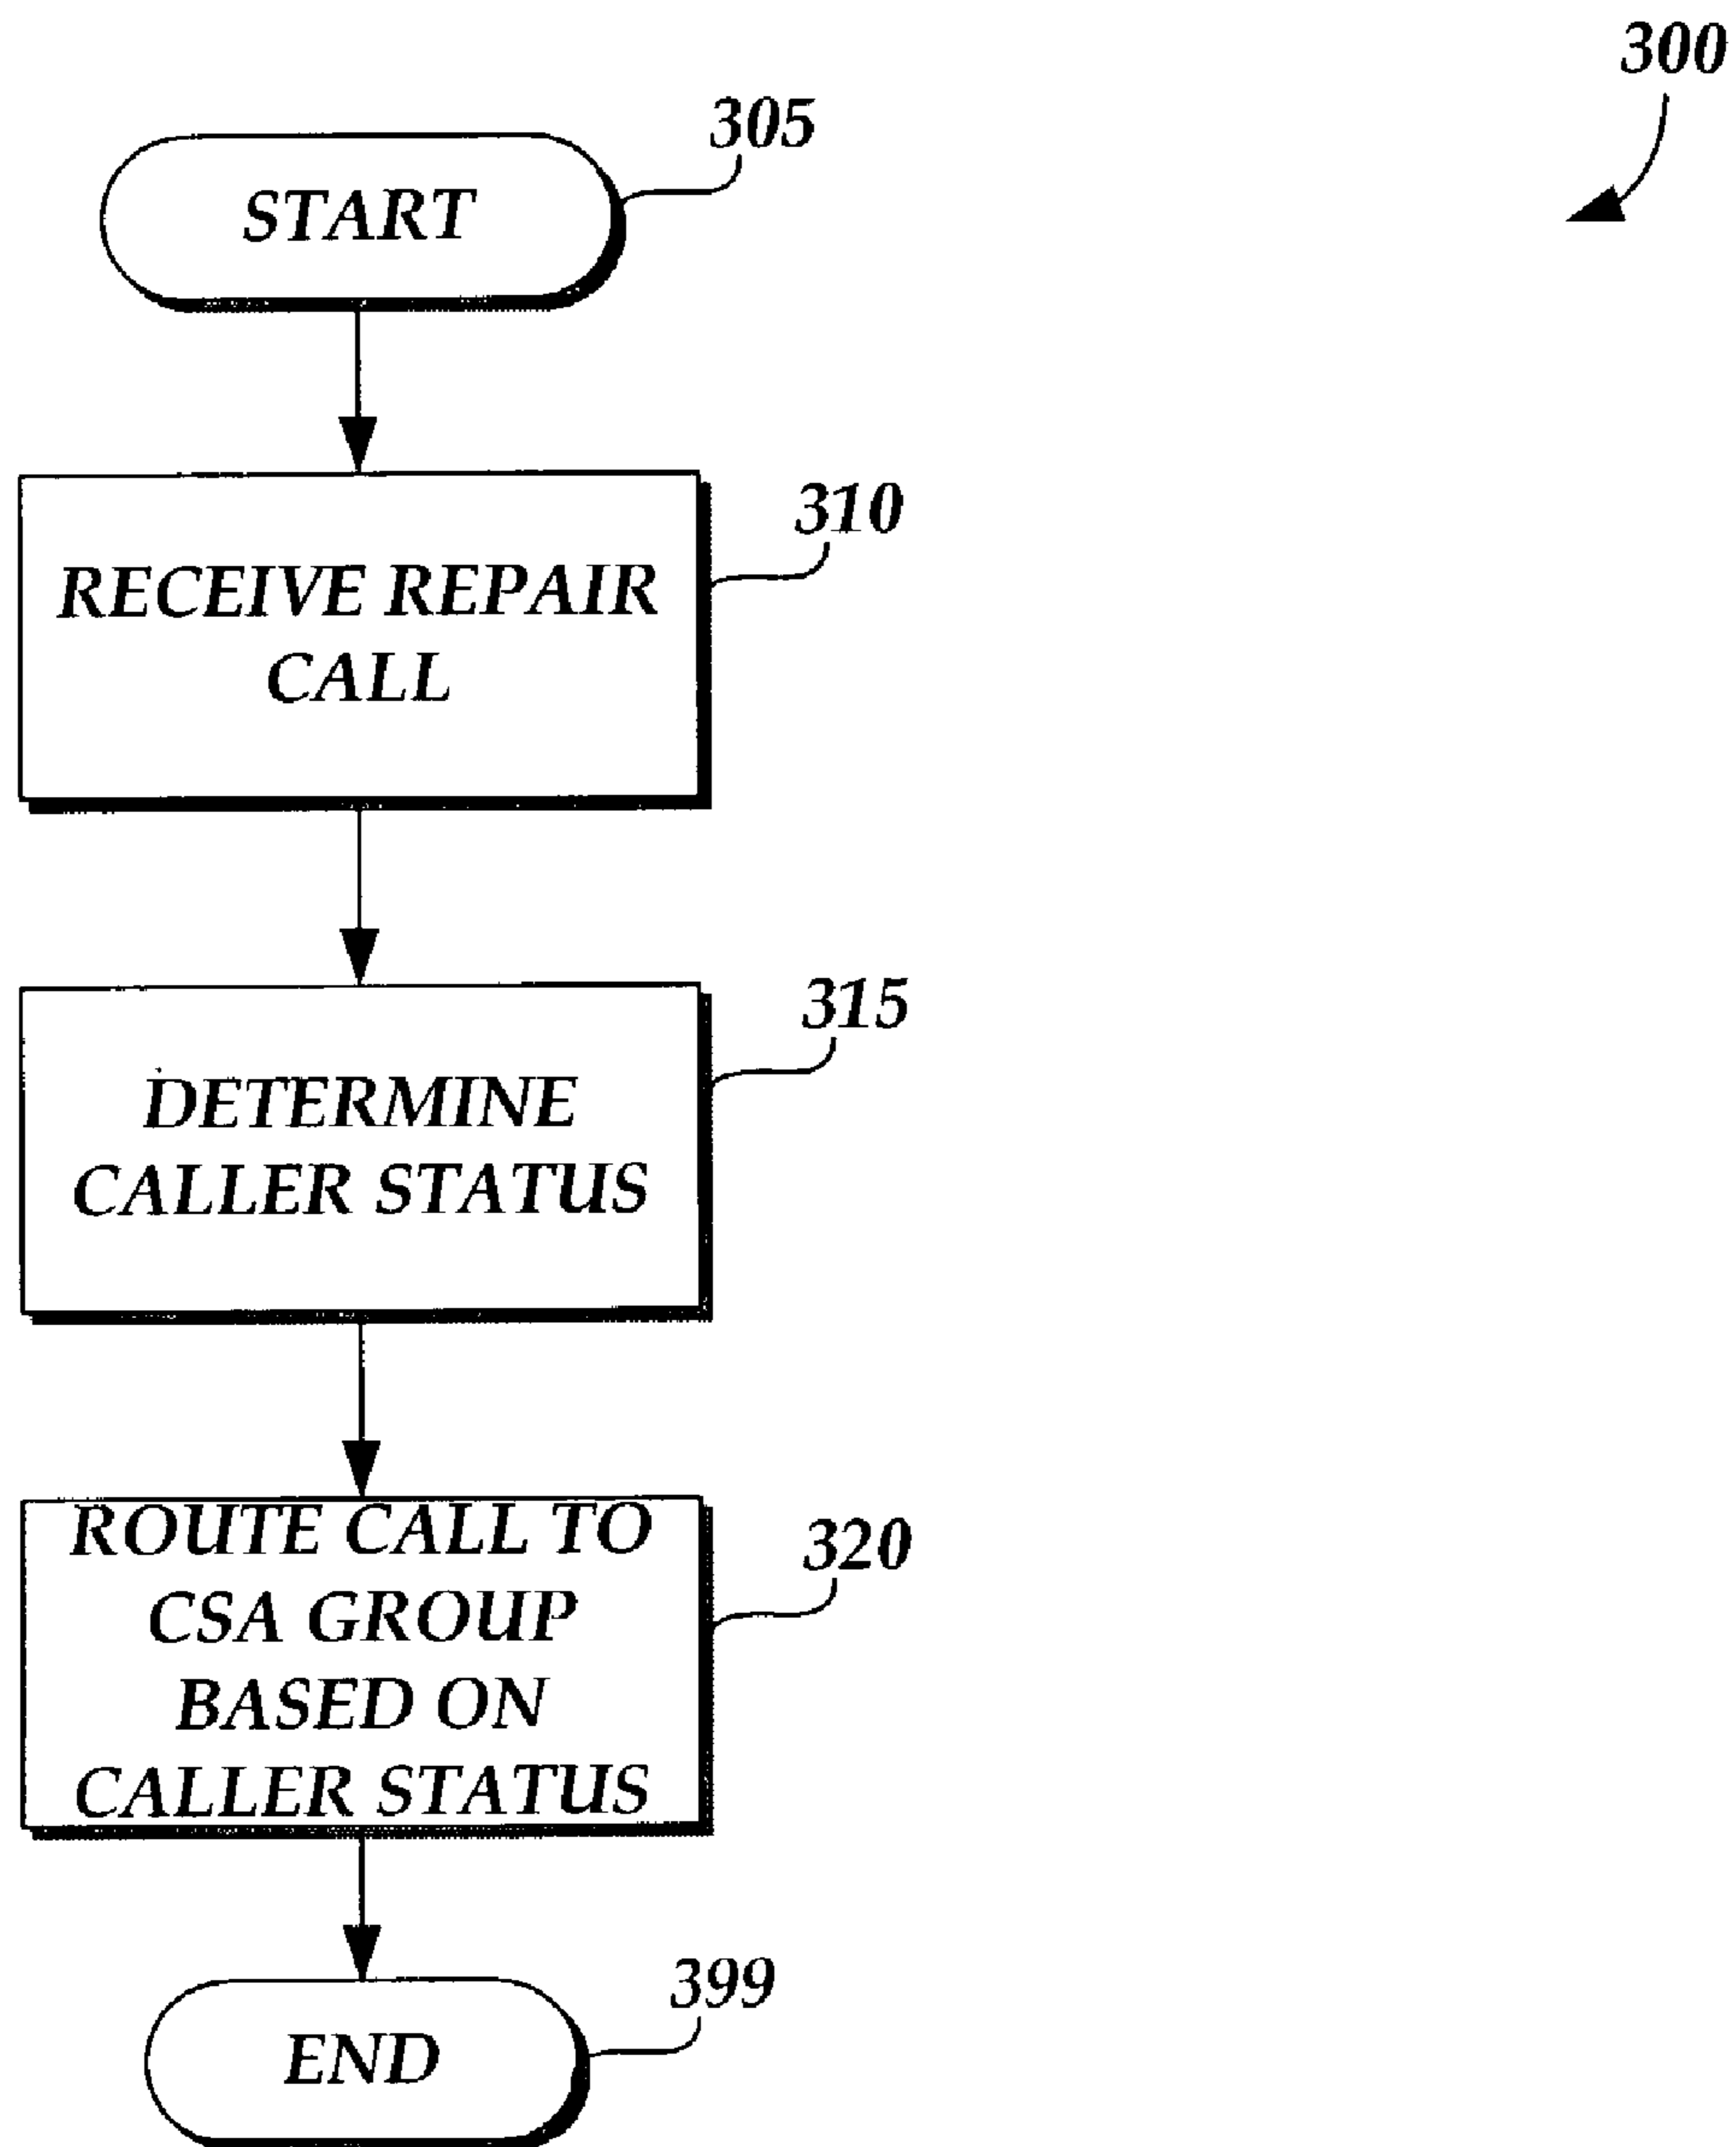 300
305
START
310
RECEIVE REPAIR
CALL
315
DETERMINE
CALLER STATUS
320
ROUTE CALL TO
CSA GROUP
BASED ON
CALLER STATUS
399
END